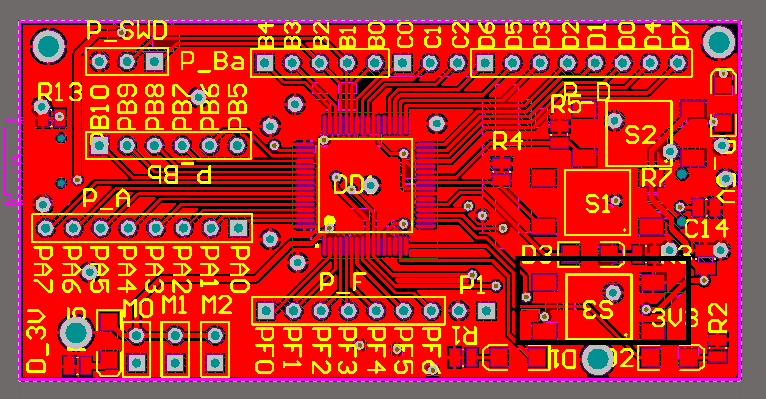 P_SWD
P_Ba
B4 B3 B2 B1 B0 C0 C1 C2 D6 D5 D3 D2 D1 D0 D4 D7
R13
PB10 PB9 PB8 PB7 PB6 PB5
P_D
R5
S2
R4
P_Bb
DD1
R7
P_A
S1
C14
PA7 PA6 PA5 PA4 PA3 PA2 PA1 PA0
P_F
P1
S3
3V3
D_3V
M0 M1 M2
PF0 PF1 PF2 PF3 PF4 PF5 PF6
R1
D1
R2